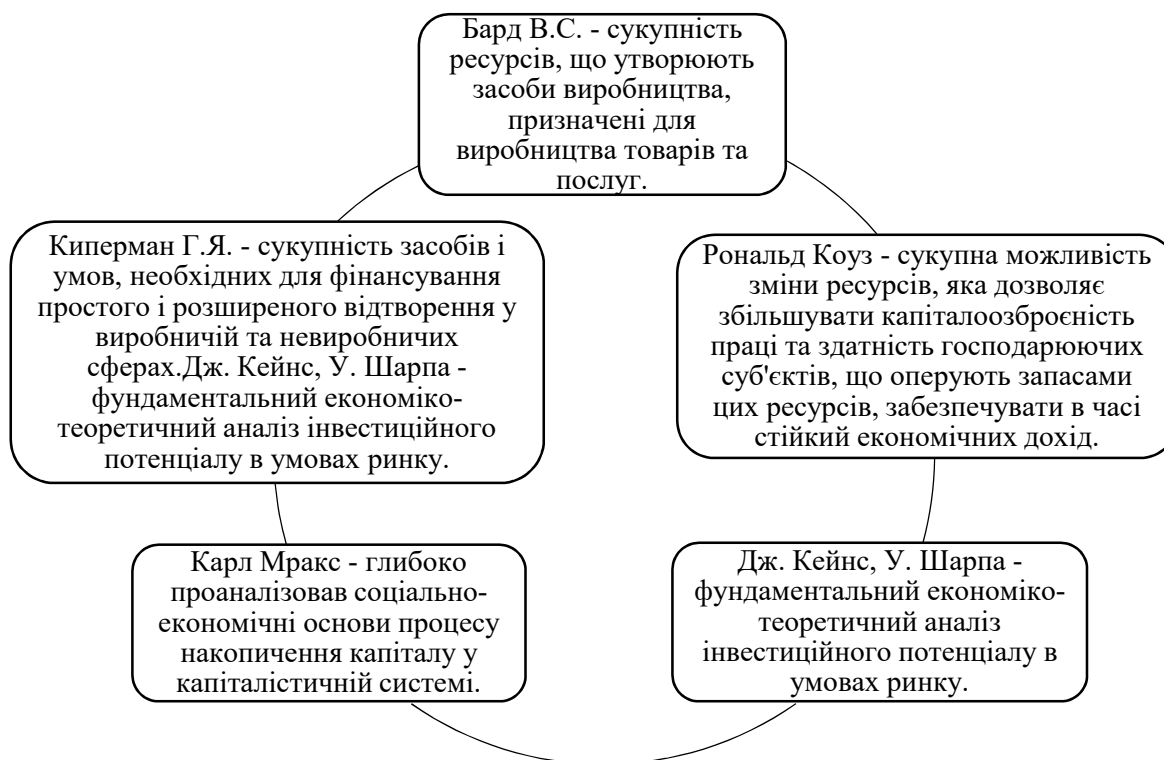 Бард В.С. - сукупність
ресурсів, що утворюють
засоби виробництва,
призначені для
виробництва товарів та
послуг.
Киперман Г.Я. - сукупність засобів і
умов, необхідних для фінансування
простого і розширеного відтворення у
виробничій та невиробничих
сферах.Дж. Кейнс, У. Шарпа -
фундаментальний економіко-
теоретичний аналіз інвестиційного
потенціалу в умовах ринку.
Рональд Коуз - сукупна можливість
зміни ресурсів, яка дозволяє
збільшувати капіталоозброєність
праці та здатність господарюючих
суб'єктів, що оперують запасами
цих ресурсів, забезпечувати в часі
стійкий економічних дохід.
Карл Мракс - глибоко
проаналізовав соціально-
економічні основи процесу
накопичення капіталу у
капіталістичній системі.
Дж. Кейнс, У. Шарпа -
фундаментальний економіко-
теоретичний аналіз
інвестиційного потенціалу в
умовах ринку.